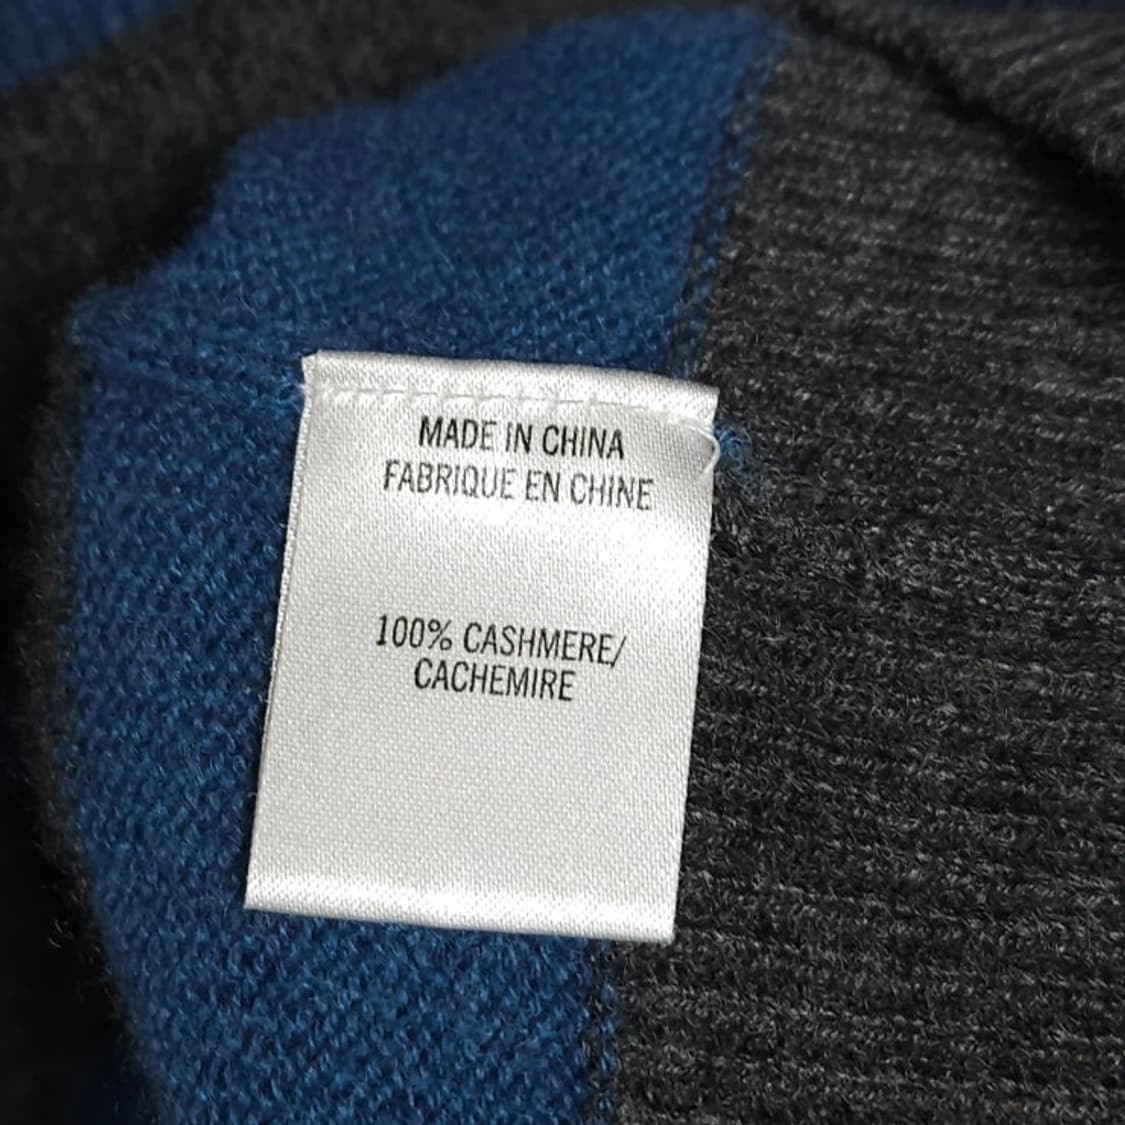 MADE IN CHINA
FABRIQUE EN CHINE
100% CASHMERE/
CACHEMIRE